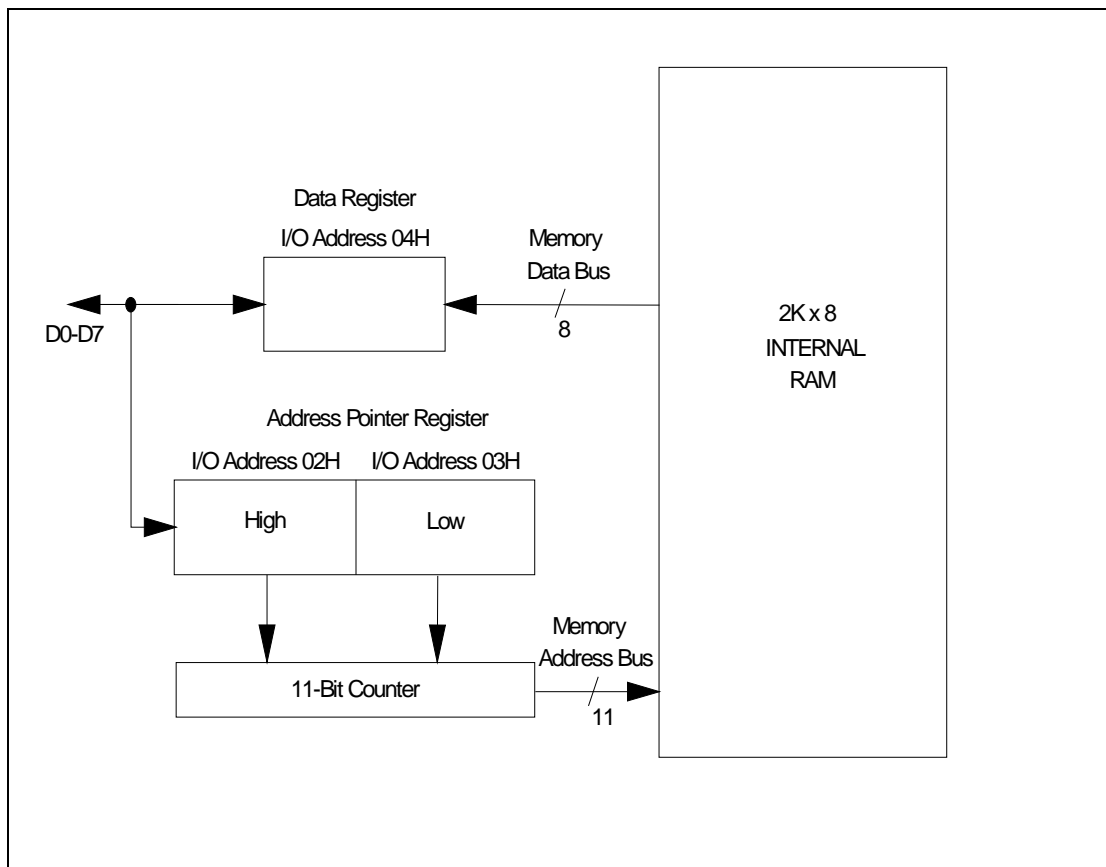 Data Register
I/O Address 04H
Memory
Data Bus
8
D0-D7
2K x 8
INTERNAL
RAM
Address Pointer Register
I/O Address 02H
I/O Address 03H
High
Low
Memory
Address Bus
11
11-Bit Counter